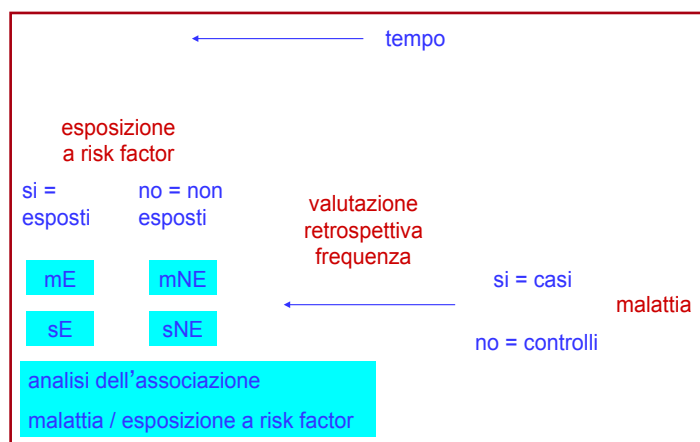 tempo
esposizione
a risk factor
si =
esposti
no = non
esposti
valutazione
retrospettiva
frequenza
mE
mNE
sE
sNE
si = casi
malattia
no = controlli
analisi dell’associazione
malattia / esposizione a risk factor